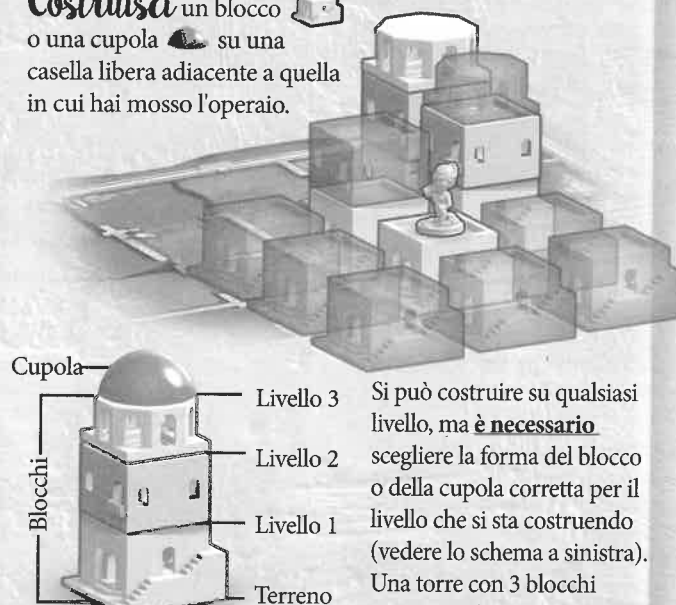 Costruisci un blocco
o una cupola su una
casella libera adiacente a quella
in cui hai mosso l'operaio.
Cupola
Blocchi
Livello 3
Livello 2
Livello 1
Terreno
Si può costruire su qualsiasi
livello, ma è necessario
scegliere la forma del blocco
o della cupola corretta per il
livello che si sta costruendo
(vedere lo schema a sinistra).
Una torre con 3 blocchi